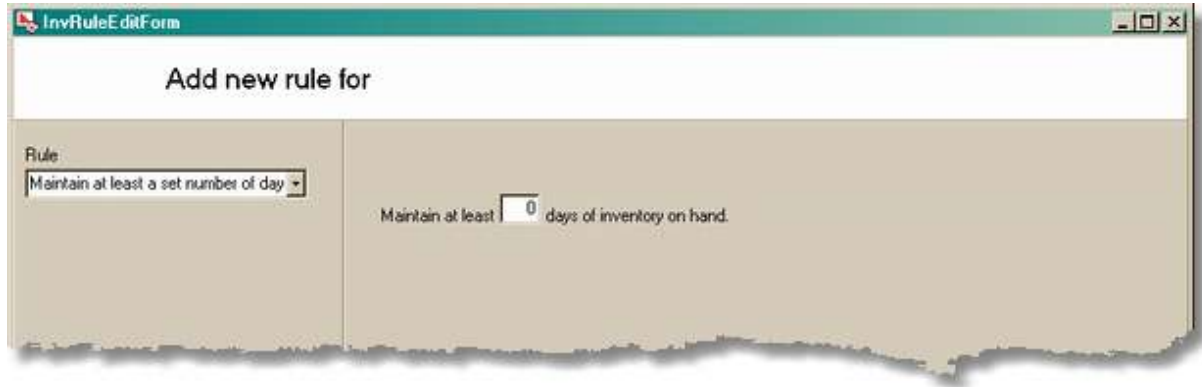 InvRuleEditForm
Add new rule for
Rule
Maintain at least a set number of day
Maintain at least 0 days of inventory on hand.